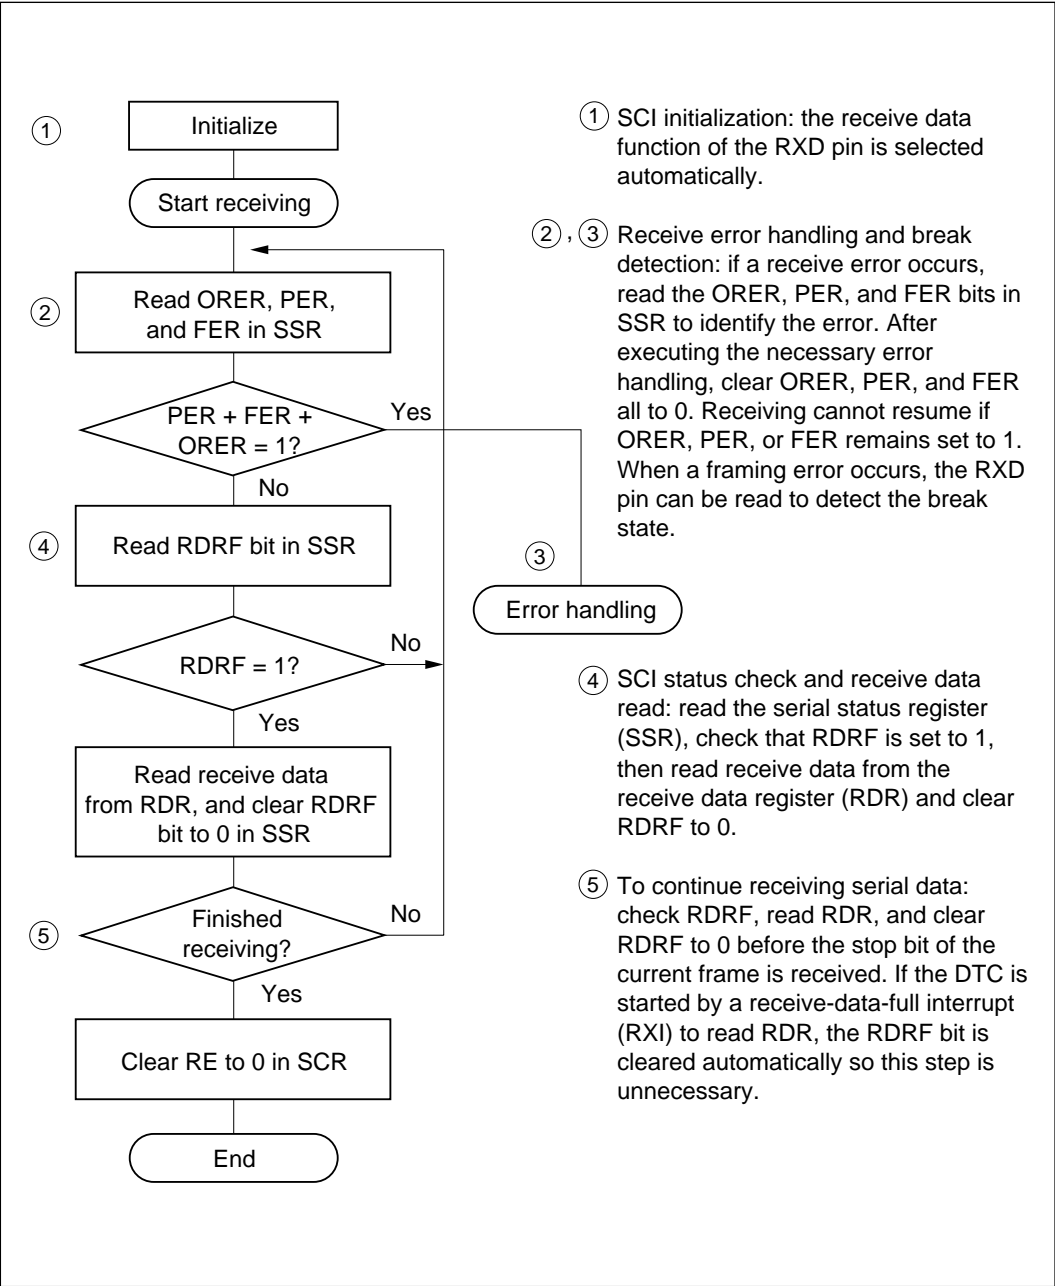 ① Initialize
Start receiving
② Read ORER, PER,
and FER in SSR
PER + FER +
ORER = 1?
Yes
No
④ Read RDRF bit in SSR
③
Error handling
RDRF = 1?
No
Yes
Read receive data
from RDR, and clear RDRF
bit to 0 in SSR
⑤ Finished
receiving?
No
Yes
Clear RE to 0 in SCR
End
① SCI initialization: the receive data
function of the RXD pin is selected
automatically.
②, ③ Receive error handling and break
detection: if a receive error occurs,
read the ORER, PER, and FER bits in
SSR to identify the error. After
executing the necessary error
handling, clear ORER, PER, and FER
all to 0. Receiving cannot resume if
ORER, PER, or FER remains set to 1.
When a framing error occurs, the RXD
pin can be read to detect the break
state.
④ SCI status check and receive data
read: read the serial status register
(SSR), check that RDRF is set to 1,
then read receive data from the
receive data register (RDR) and clear
RDRF to 0.
⑤ To continue receiving serial data:
check RDRF, read RDR, and clear
RDRF to 0 before the stop bit of the
current frame is received. If the DTC is
started by a receive-data-full interrupt
(RXI) to read RDR, the RDRF bit is
cleared automatically so this step is
unnecessary.